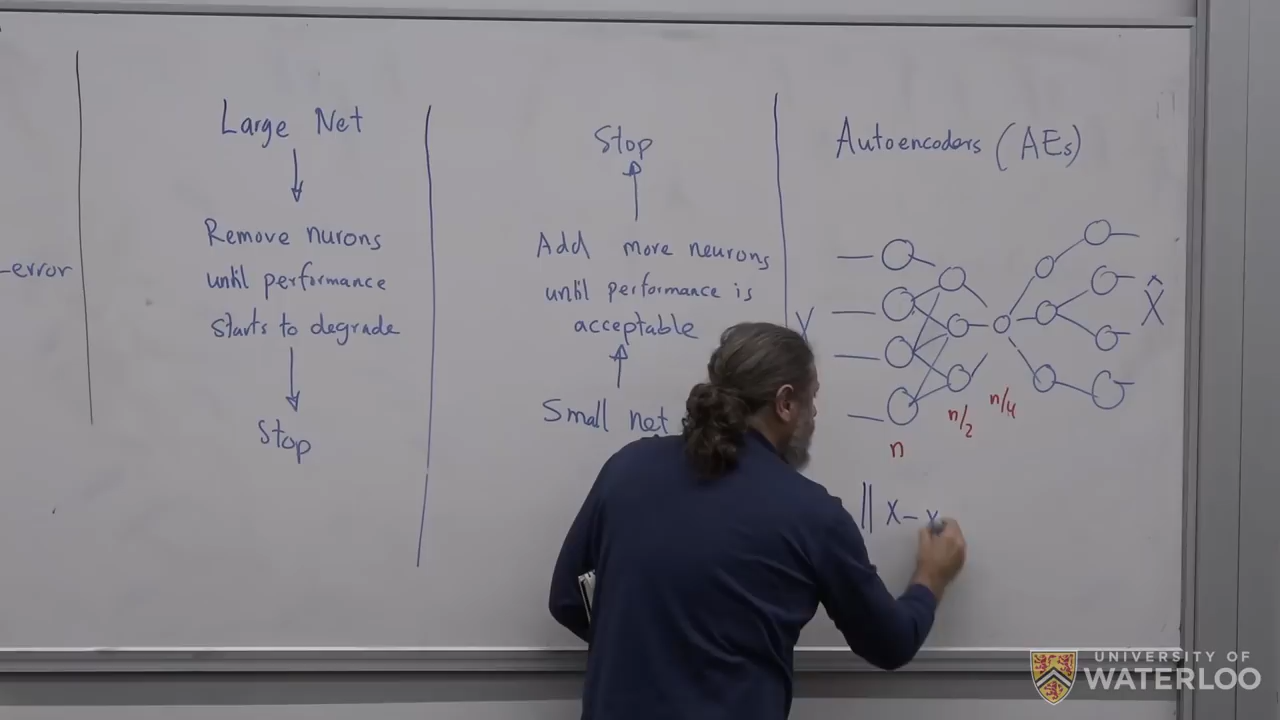 -error
Large Net
Remove nurons
until performance
starts to degrade
Stop
Stop
Add more neurons
until performance is
acceptable
Small net
Autoencoders (AEs)
X̂
n
n/2
n/4
|| X - X
UNIVERSITY OF
WATERLOO